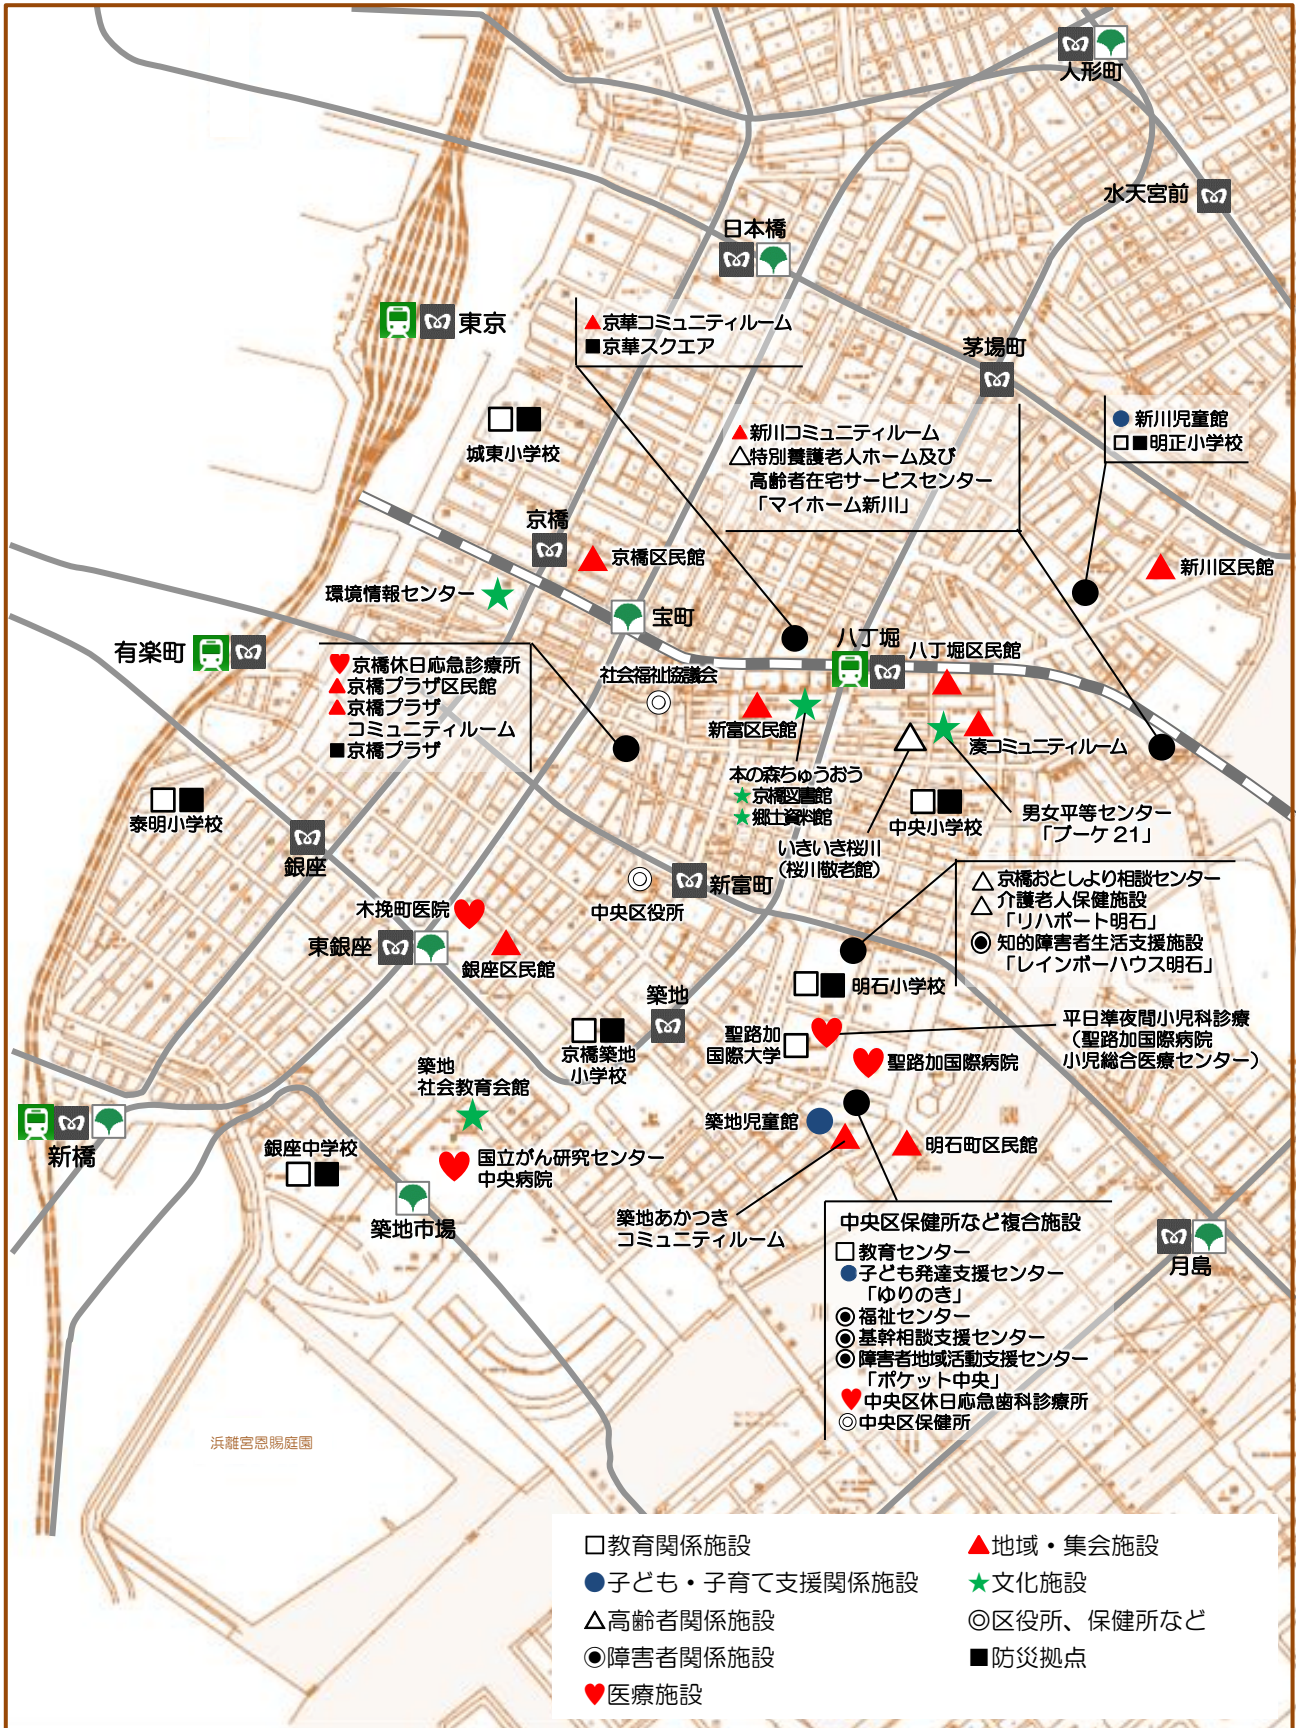 人形町
水天宮前
日本橋
東京
▲京華コミュニティルーム
■京華スクエア
茅場町
●新川児童館
□■明正小学校
城東小学校
▲新川コミュニティルーム
△特別養護老人ホーム及び
高齢者在宅サービスセンター
「マイホーム新川」
京橋
京橋区民館
新川区民館
環境情報センター
宝町
有楽町
八丁堀
八丁堀区民館
♥京橋休日応急診療所
▲京橋プラザ区民館
▲京橋プラザ
コミュニティルーム
■京橋プラザ
社会福祉協議会
新富区民館
湊コミュニティルーム
本の森ちゅうおう
★京橋図書館
★郷土資料館
泰明小学校
中央小学校
男女平等センター
「ブーケ21」
いきいき桜川
(桜川敬老館)
銀座
新富町
中央区役所
△京橋おとしより相談センター
△介護老人保健施設
「リハポート明石」
◉知的障害者生活支援施設
「レインボーハウス明石」
木挽町医院
東銀座
銀座区民館
明石小学校
築地
聖路加
国際大学
平日準夜間小児科診療
（聖路加国際病院
小児総合医療センター）
京橋築地
小学校
聖路加国際病院
築地
社会教育会館
築地児童館
明石町区民館
新橋
銀座中学校
国立がん研究センター
中央病院
築地市場
築地あかつき
コミュニティルーム
月島
中央区保健所など複合施設
□教育センター
●子ども発達支援センター
「ゆりのき」
◉福祉センター
◉基幹相談支援センター
◉障害者地域活動支援センター
「ポケット中央」
♥中央区休日応急歯科診療所
◎中央区保健所
浜離宮恩賜庭園
□教育関係施設
●子ども・子育て支援関係施設
△高齢者関係施設
◉障害者関係施設
♥医療施設
▲地域・集会施設
★文化施設
◎区役所、保健所など
■防災拠点